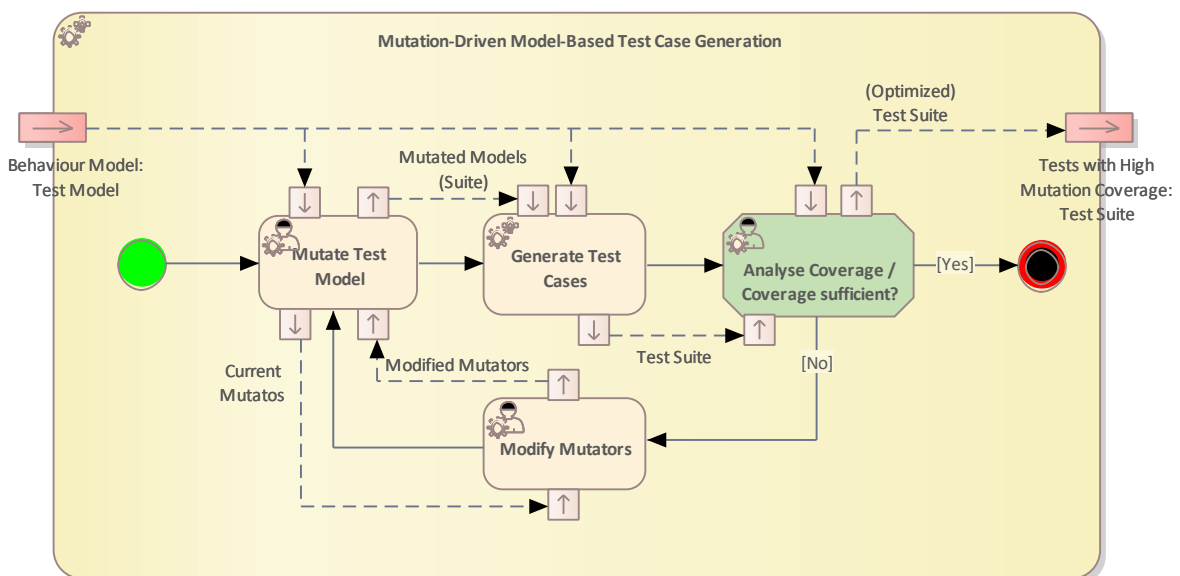 Mutation-Driven Model-Based Test Case Generation
(Optimized)
Test Suite
Behaviour Model:
Test Model
Mutated Models
(Suite)
Tests with High
Mutation Coverage:
Test Suite
Mutate Test
Model
Generate Test
Cases
Analyse Coverage /
Coverage sufficient?
[Yes]
Current
Mutatos
Modified Mutators
Test Suite
[No]
Modify Mutators